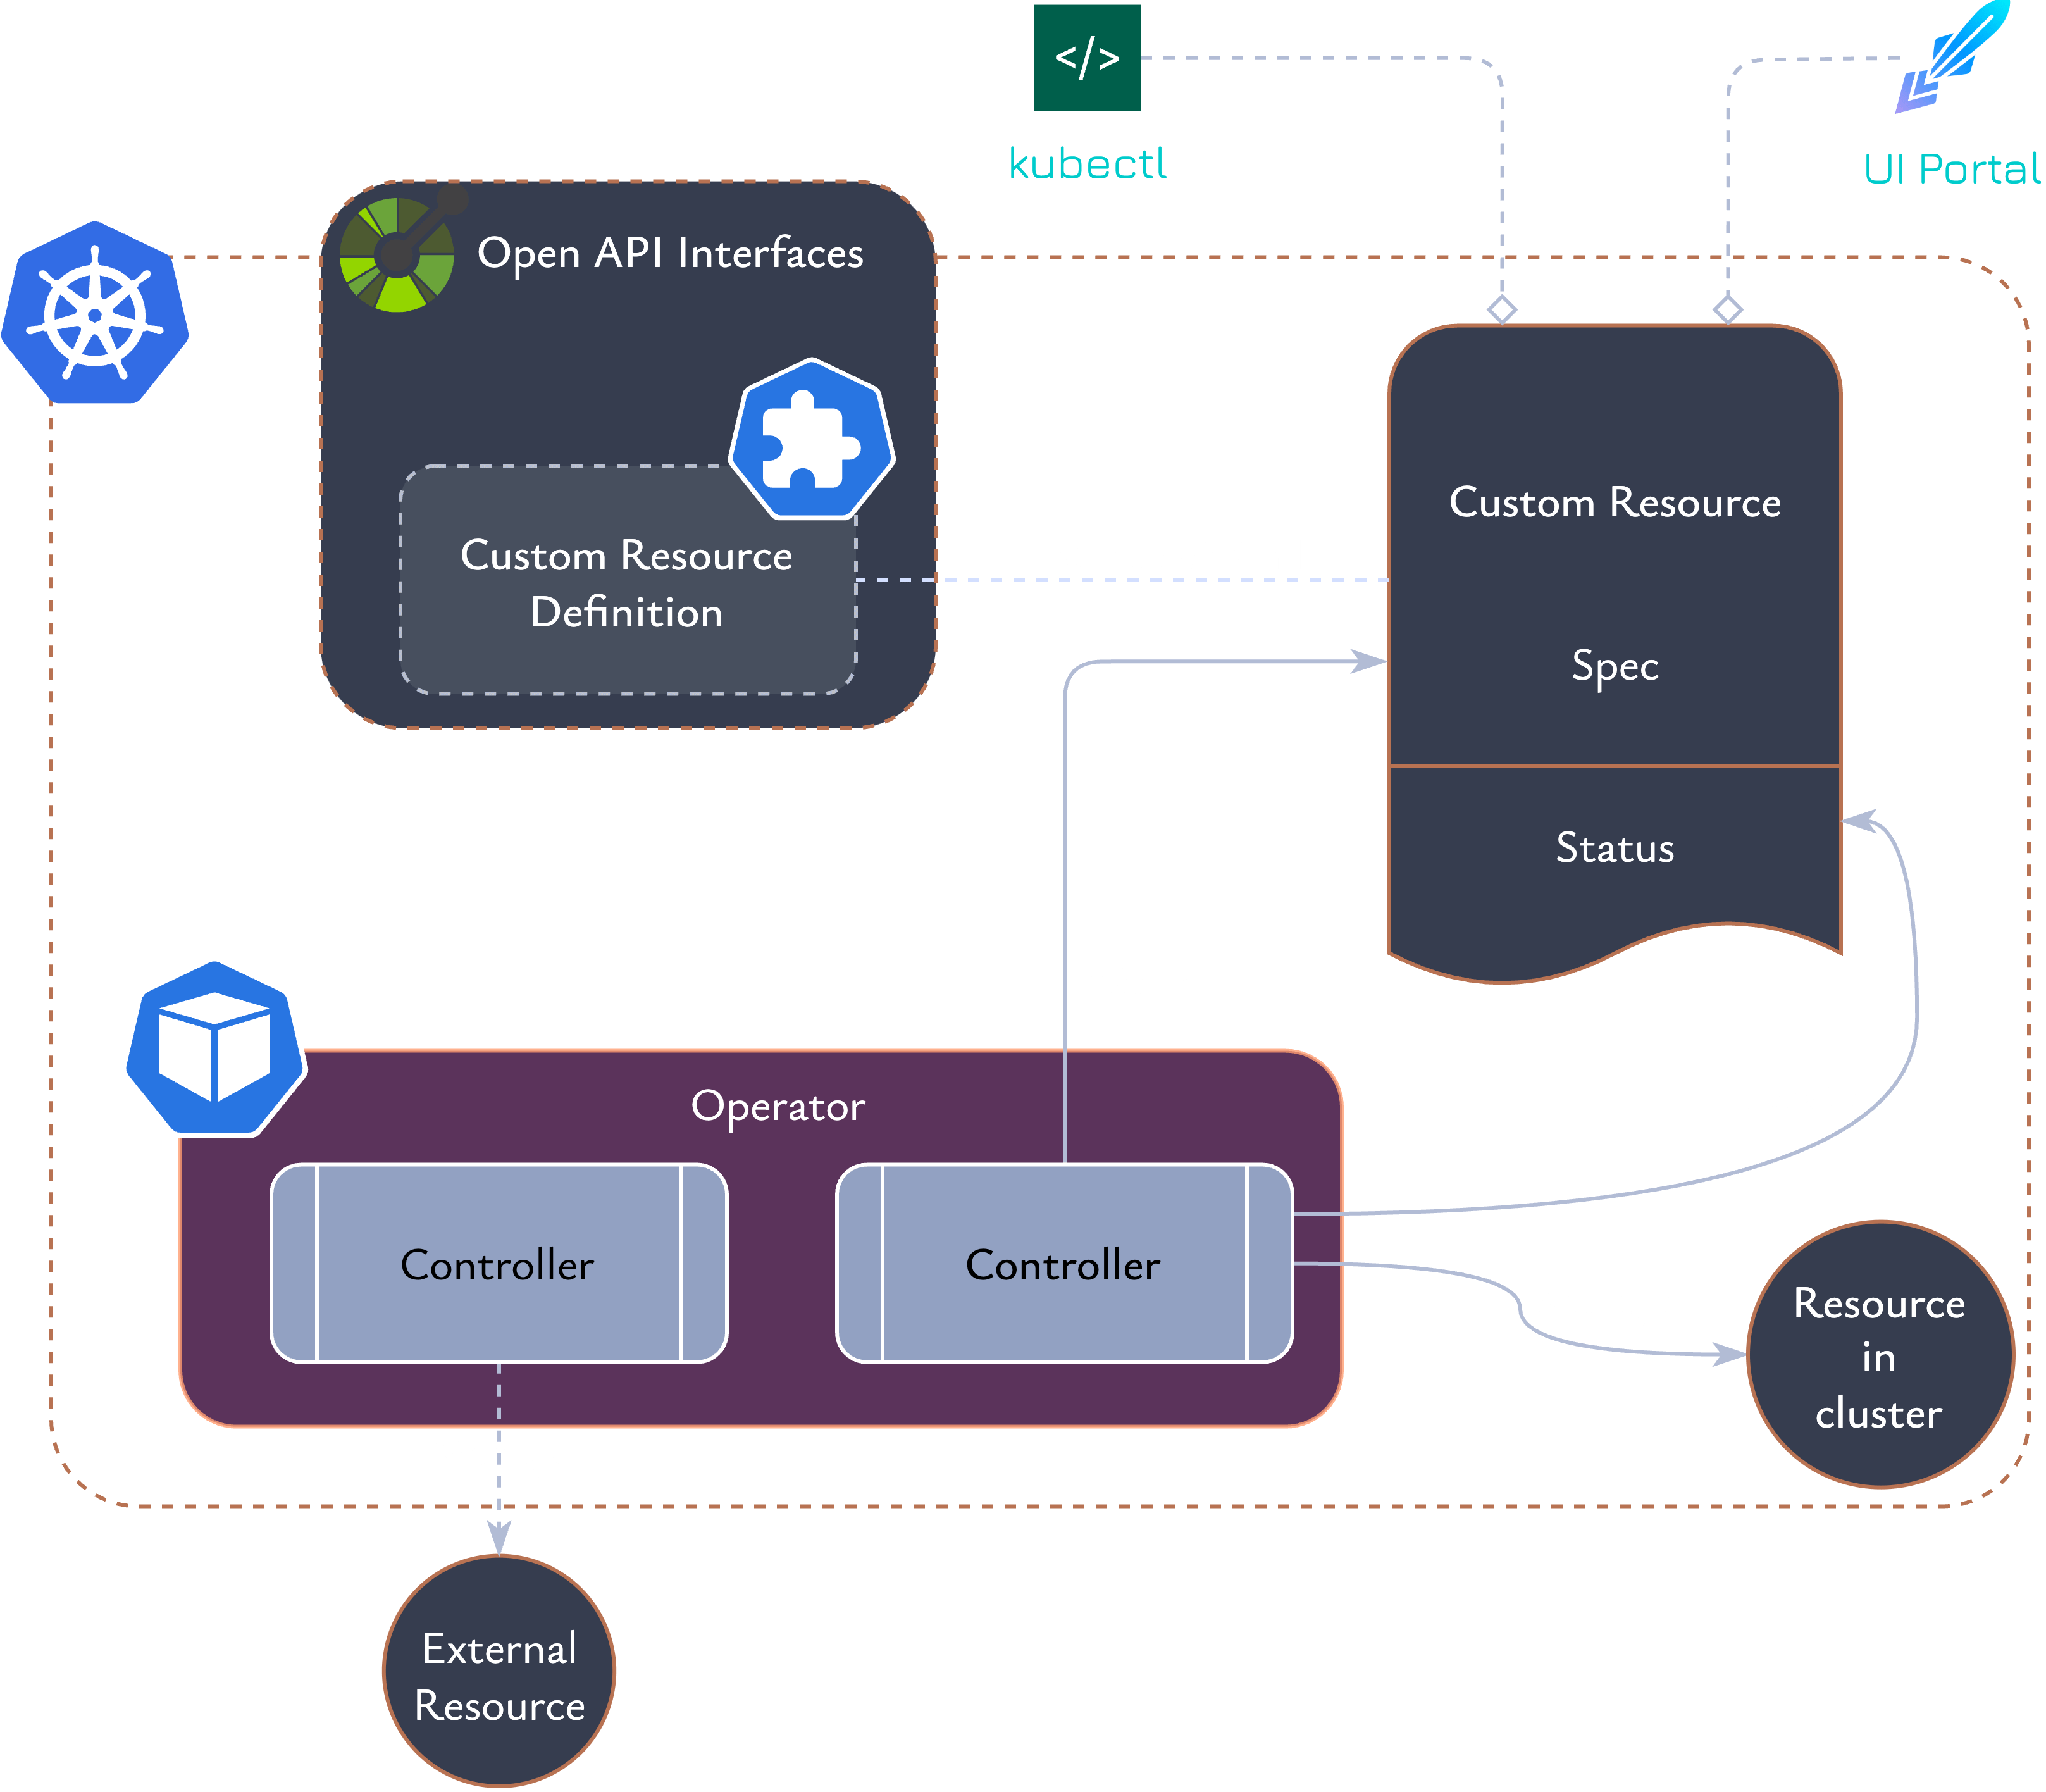 </>
kubectl
UI Portal
Open API Interfaces
Custom Resource
Definition
Custom Resource
Spec
Status
Operator
Controller
Controller
Resource
in
cluster
External
Resource